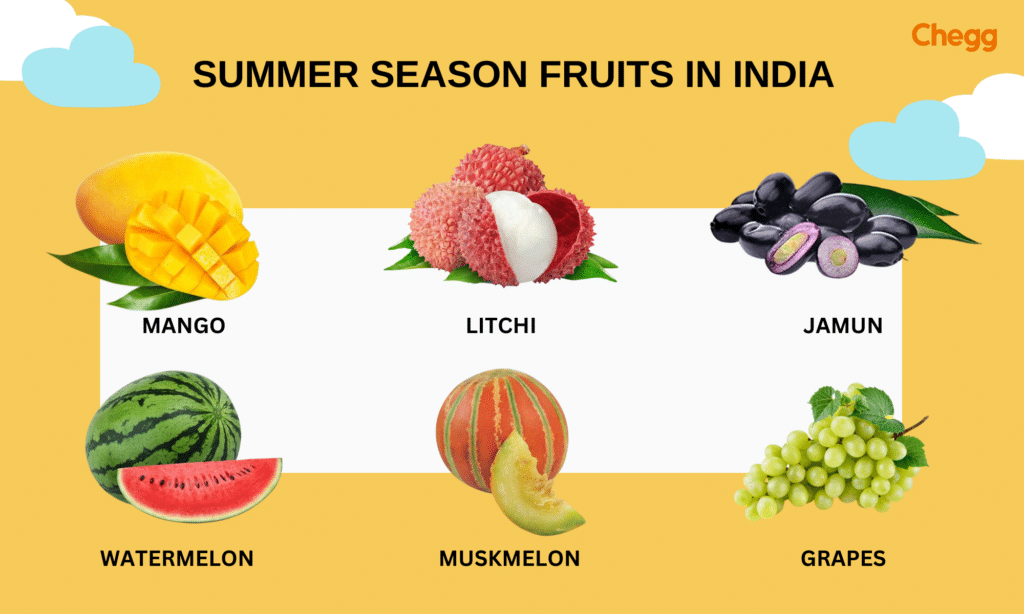 Chegg
SUMMER SEASON FRUITS IN INDIA
MANGO
LITCHI
JAMUN
WATERMELON
MUSKMELON
GRAPES